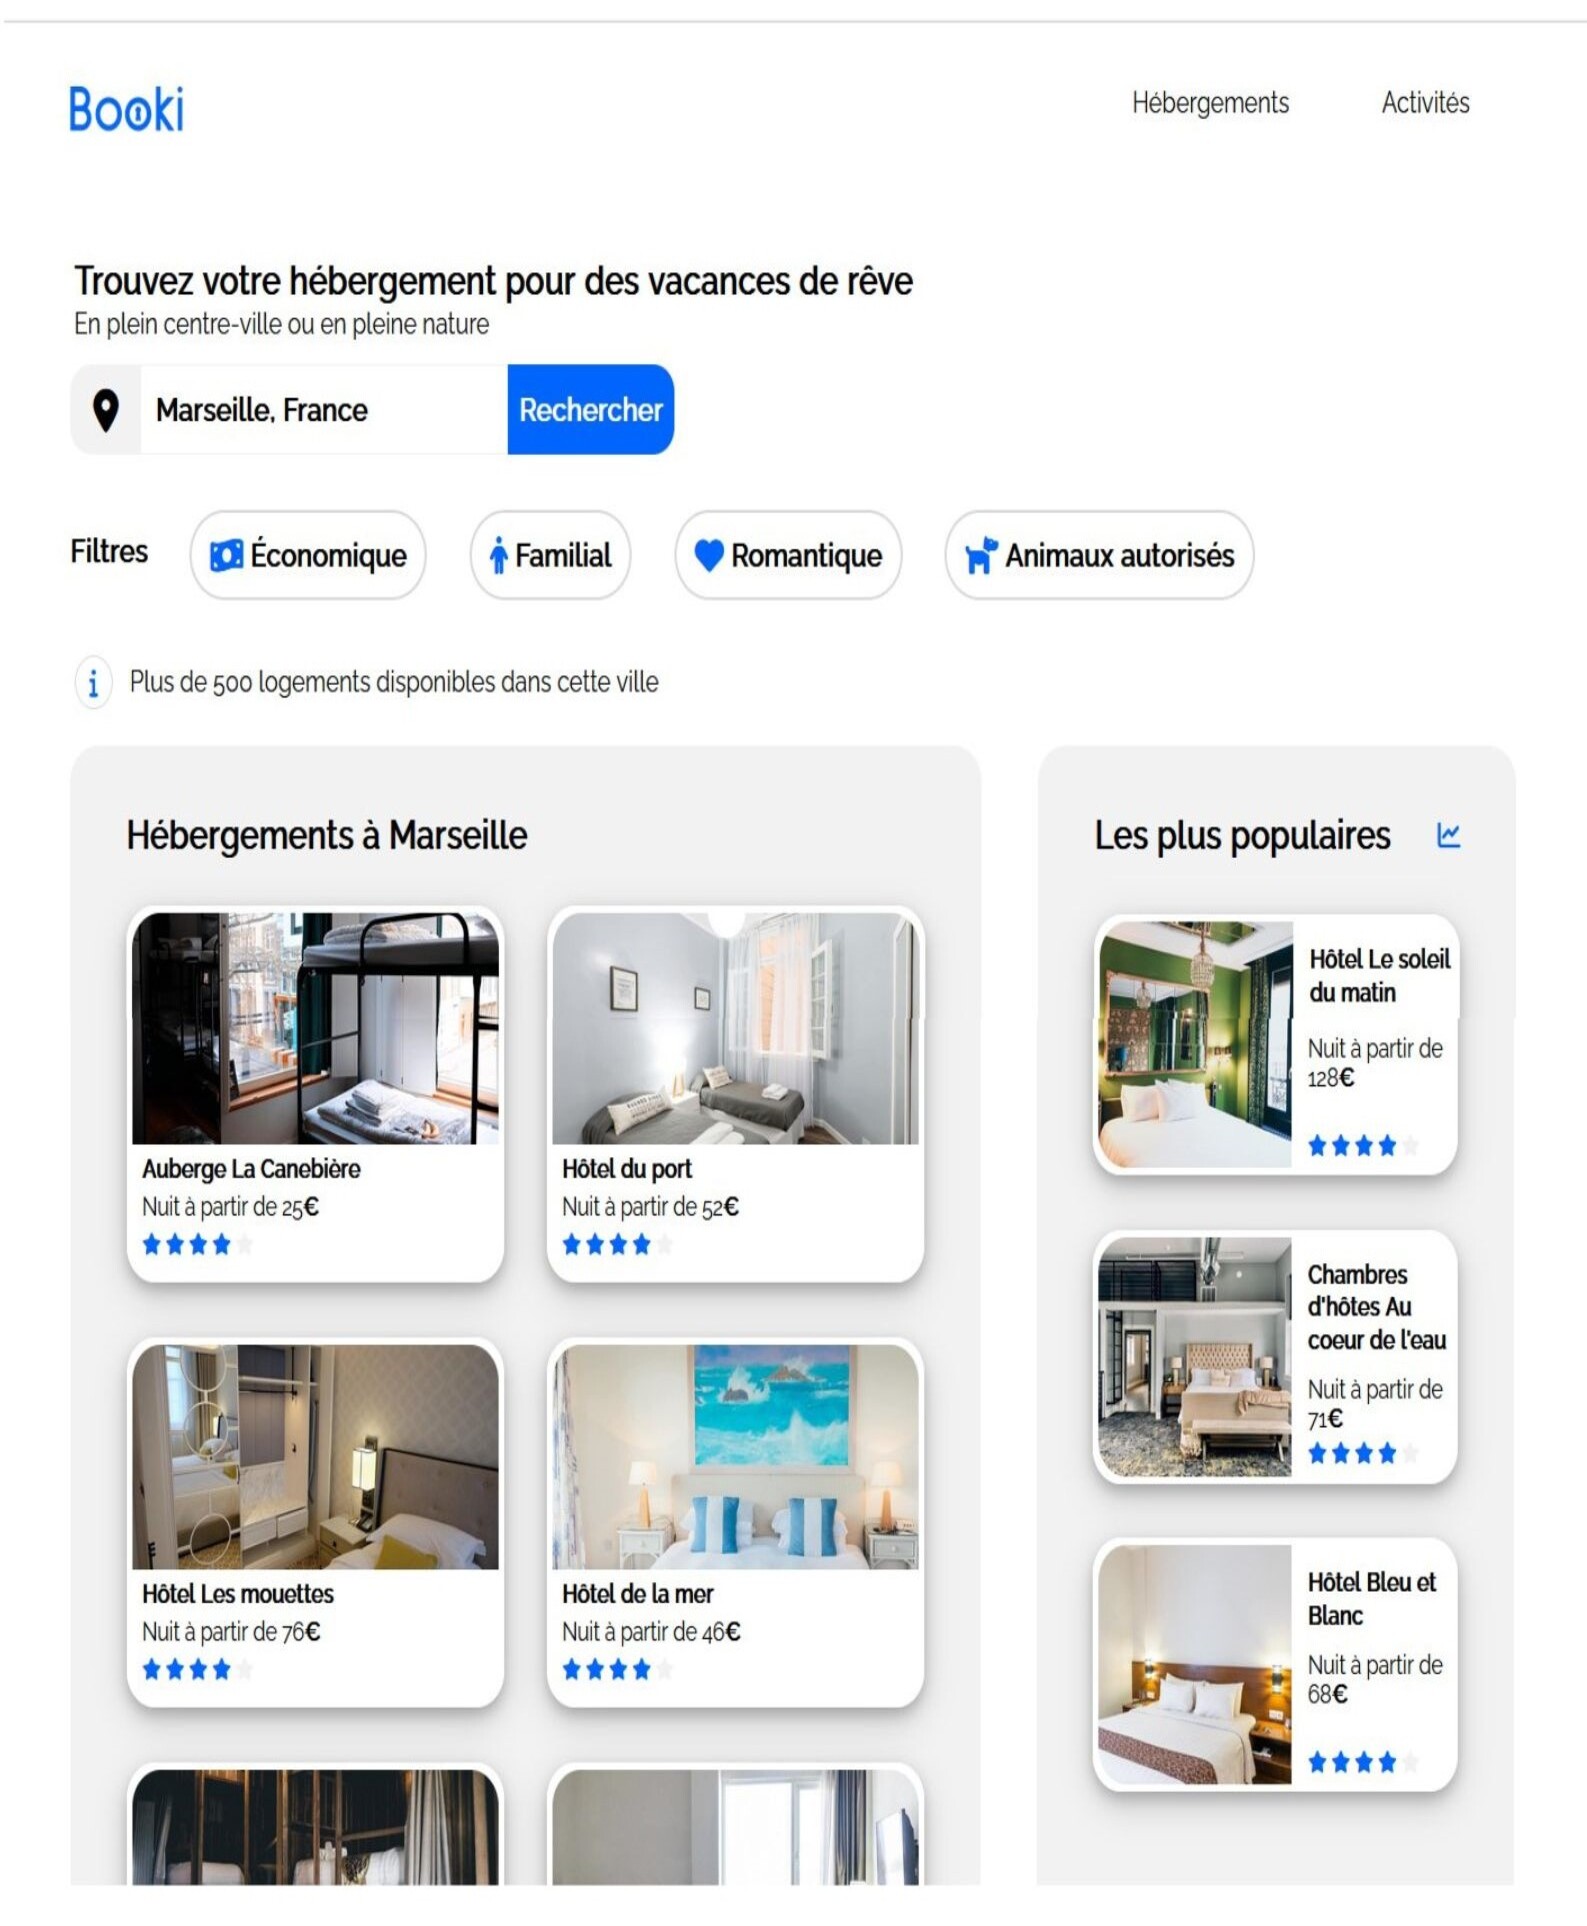 Booki
Hébergements
Activités
Trouvez votre hébergement pour des vacances de rêve
En plein centre-ville ou en pleine nature
Marseille, France
Rechercher
Filtres
Économique
Familial
Romantique
Animaux autorisés
Plus de 500 logements disponibles dans cette ville
Hébergements à Marseille
Auberge La Canebière
Nuit à partir de 25€
Hôtel du port
Nuit à partir de 52€
Hôtel Les mouettes
Nuit à partir de 76€
Hôtel de la mer
Nuit à partir de 46€
Les plus populaires
Hôtel Le soleil
du matin
Nuit à partir de
128€
Chambres
d'hôtes Au
coeur de l'eau
Nuit à partir de
71€
Hôtel Bleu et
Blanc
Nuit à partir de
68€